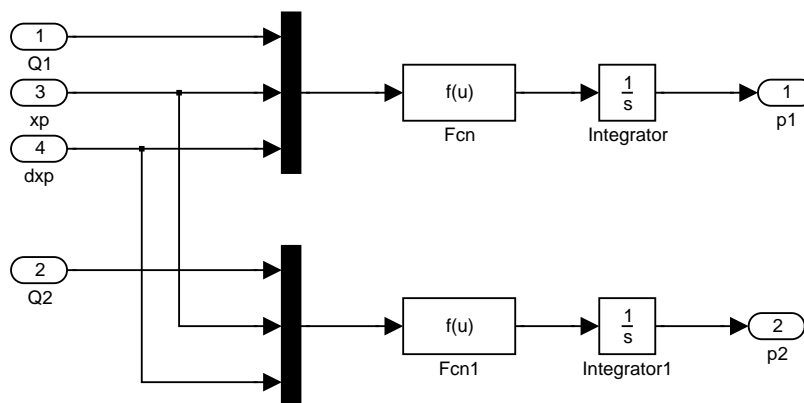 1
Q1
3
xp
4
dxp
2
Q2
f(u)
Fcn
1
s
Integrator
1
p1
f(u)
Fcn1
1
s
Integrator1
2
p2